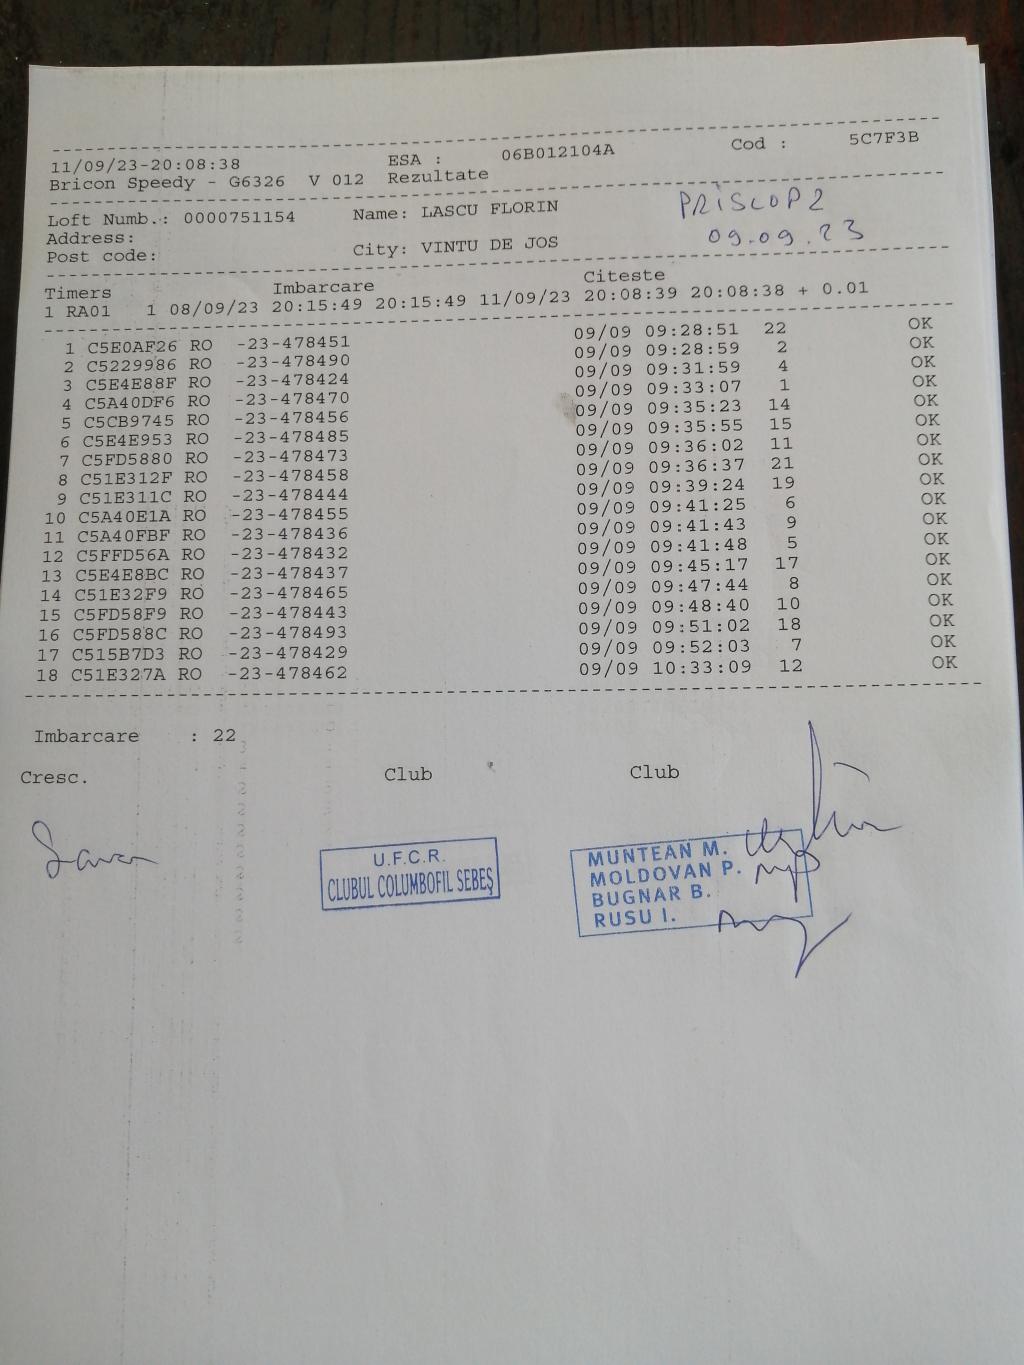 11/09/23-20:08:38 ESA : 06B012104A Cod : 5C7F3B
Bricon Speedy - G6326 V 012 Rezultate
Loft Numb.: 0000751154 Name: LASCU FLORIN PRISLOP 2
Address: 09.09.23
Post code: City: VINTU DE JOS
Timers Imbarcare Citeste
1 RA01 1 08/09/23 20:15:49 20:15:49 11/09/23 20:08:39 20:08:38 + 0.01
1 C5E0AF26 RO -23-478451 09/09 09:28:51 22 OK
2 C5229986 RO -23-478490 09/09 09:28:59 2 OK
3 C5E4E88F RO -23-478424 09/09 09:31:59 4 OK
4 C5A40DF6 RO -23-478470 09/09 09:33:07 1 OK
5 C5CB9745 RO -23-478456 09/09 09:35:23 14 OK
6 C5E4E953 RO -23-478485 09/09 09:35:55 15 OK
7 C5FD5880 RO -23-478473 09/09 09:36:02 11 OK
8 C51E312F RO -23-478458 09/09 09:36:37 21 OK
9 C51E311C RO -23-478444 09/09 09:39:24 19 OK
10 C5A40E1A RO -23-478455 09/09 09:41:25 6 OK
11 C5A40FBF RO -23-478436 09/09 09:41:43 9 OK
12 C5FFD56A RO -23-478432 09/09 09:41:48 5 OK
13 C5E4E8BC RO -23-478437 09/09 09:45:17 17 OK
14 C51E32F9 RO -23-478465 09/09 09:47:44 8 OK
15 C5FD58F9 RO -23-478443 09/09 09:48:40 10 OK
16 C5FD588C RO -23-478493 09/09 09:51:02 18 OK
17 C515B7D3 RO -23-478429 09/09 09:52:03 7 OK
18 C51E327A RO -23-478462 09/09 10:33:09 12 OK
Imbarcare : 22
Cresc. Club Club
U.F.C.R.
CLUBUL COLUMBOFIL SEBEȘ
MUNTEAN M.
MOLDOVAN P.
BUGNAR B.
RUSU I.